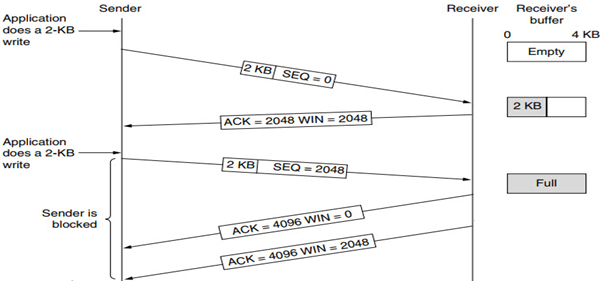 Sender
Receiver
Receiver's
buffer
Application
does a 2-KB
write
0 4 KB
Empty
2 KB SEQ = 0
2 KB
ACK = 2048 WIN = 2048
Application
does a 2-KB
write
2 KB SEQ = 2048
Full
Sender is
blocked
ACK = 4096 WIN = 0
ACK = 4096 WIN = 2048